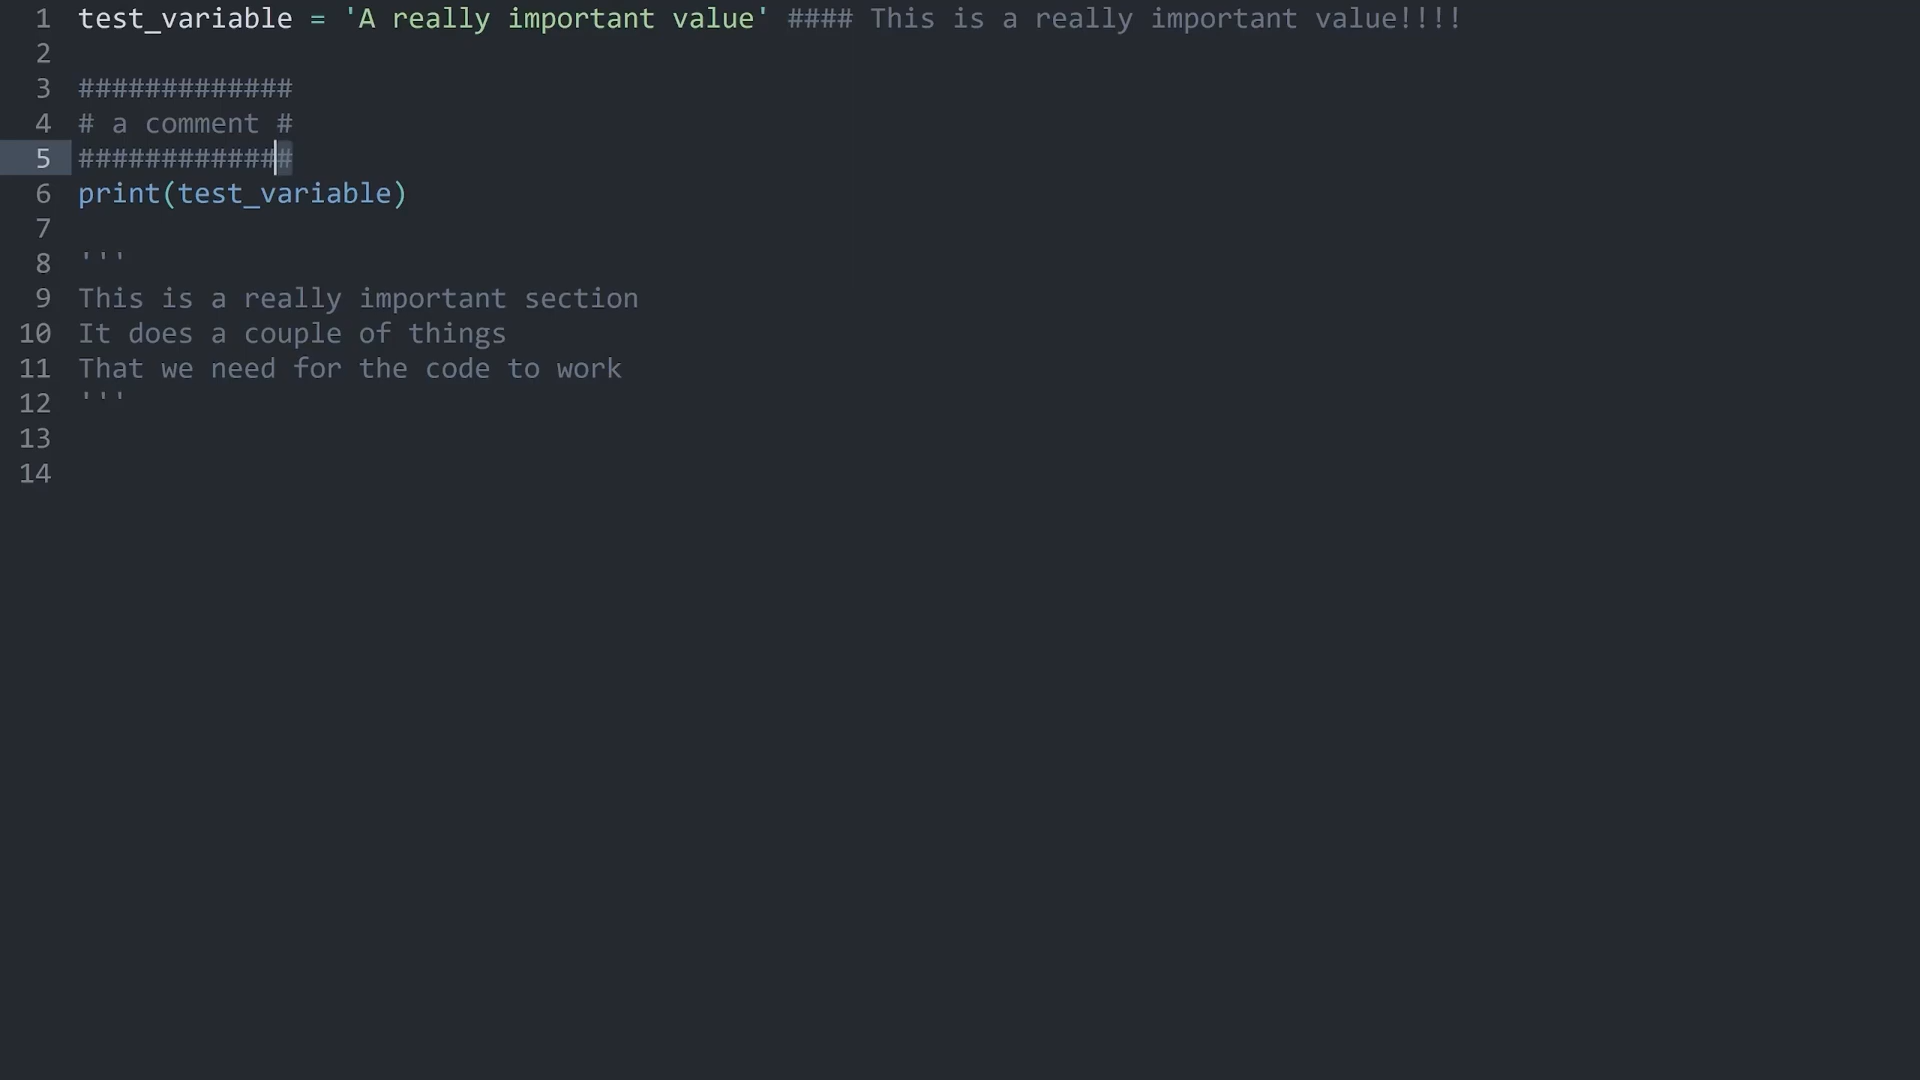 1 test_variable = 'A really important value' #### This is a really important value!!!!
2
3 #############
4 # a comment #
5 #############
6 print(test_variable)
7
8 '''
9 This is a really important section
10 It does a couple of things
11 That we need for the code to work
12 '''
13
14